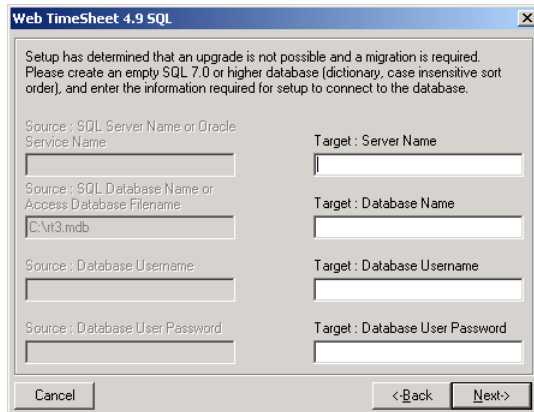 Web TimeSheet 4.9 SQL
Setup has determined that an upgrade is not possible and a migration is required.
Please create an empty SQL 7.0 or higher database (dictionary, case insensitive sort
order), and enter the information required for setup to connect to the database.
Source : SQL Server Name or Oracle
Service Name
Target : Server Name
Source : SQL Database Name or
Access Database Filename
Target : Database Name
C:\rt3.mdb
Source : Database Username
Target : Database Username
Source : Database User Password
Target : Database User Password
Cancel
<-Back
Next->